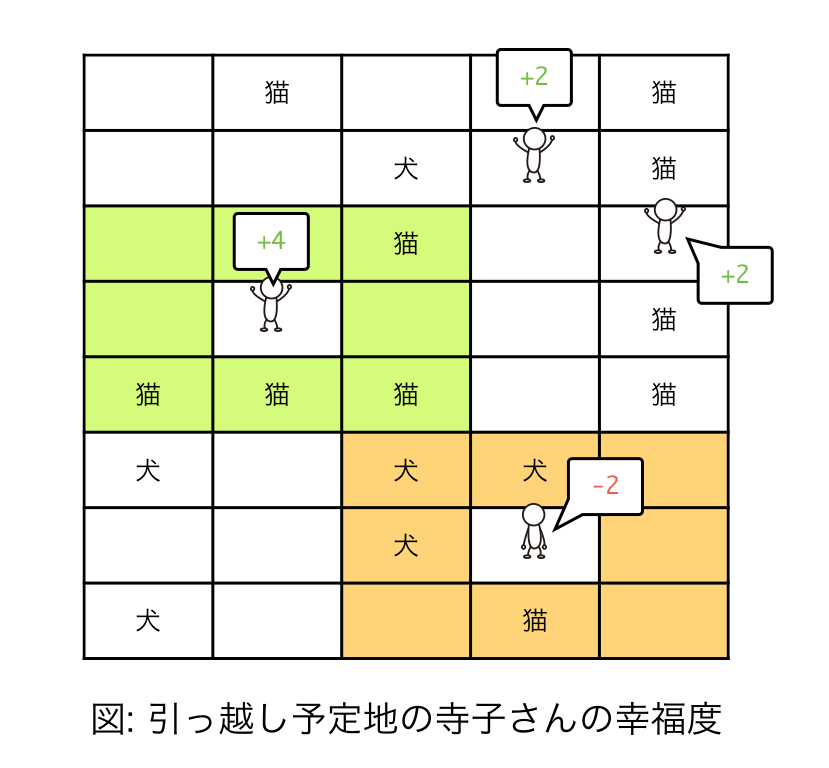 +2
猫 猫
犬 猫
+4 猫
+2
猫
猫 猫 猫 猫
犬 犬 犬
-2
犬
犬 猫
図: 引っ越し予定地の寺子さんの幸福度